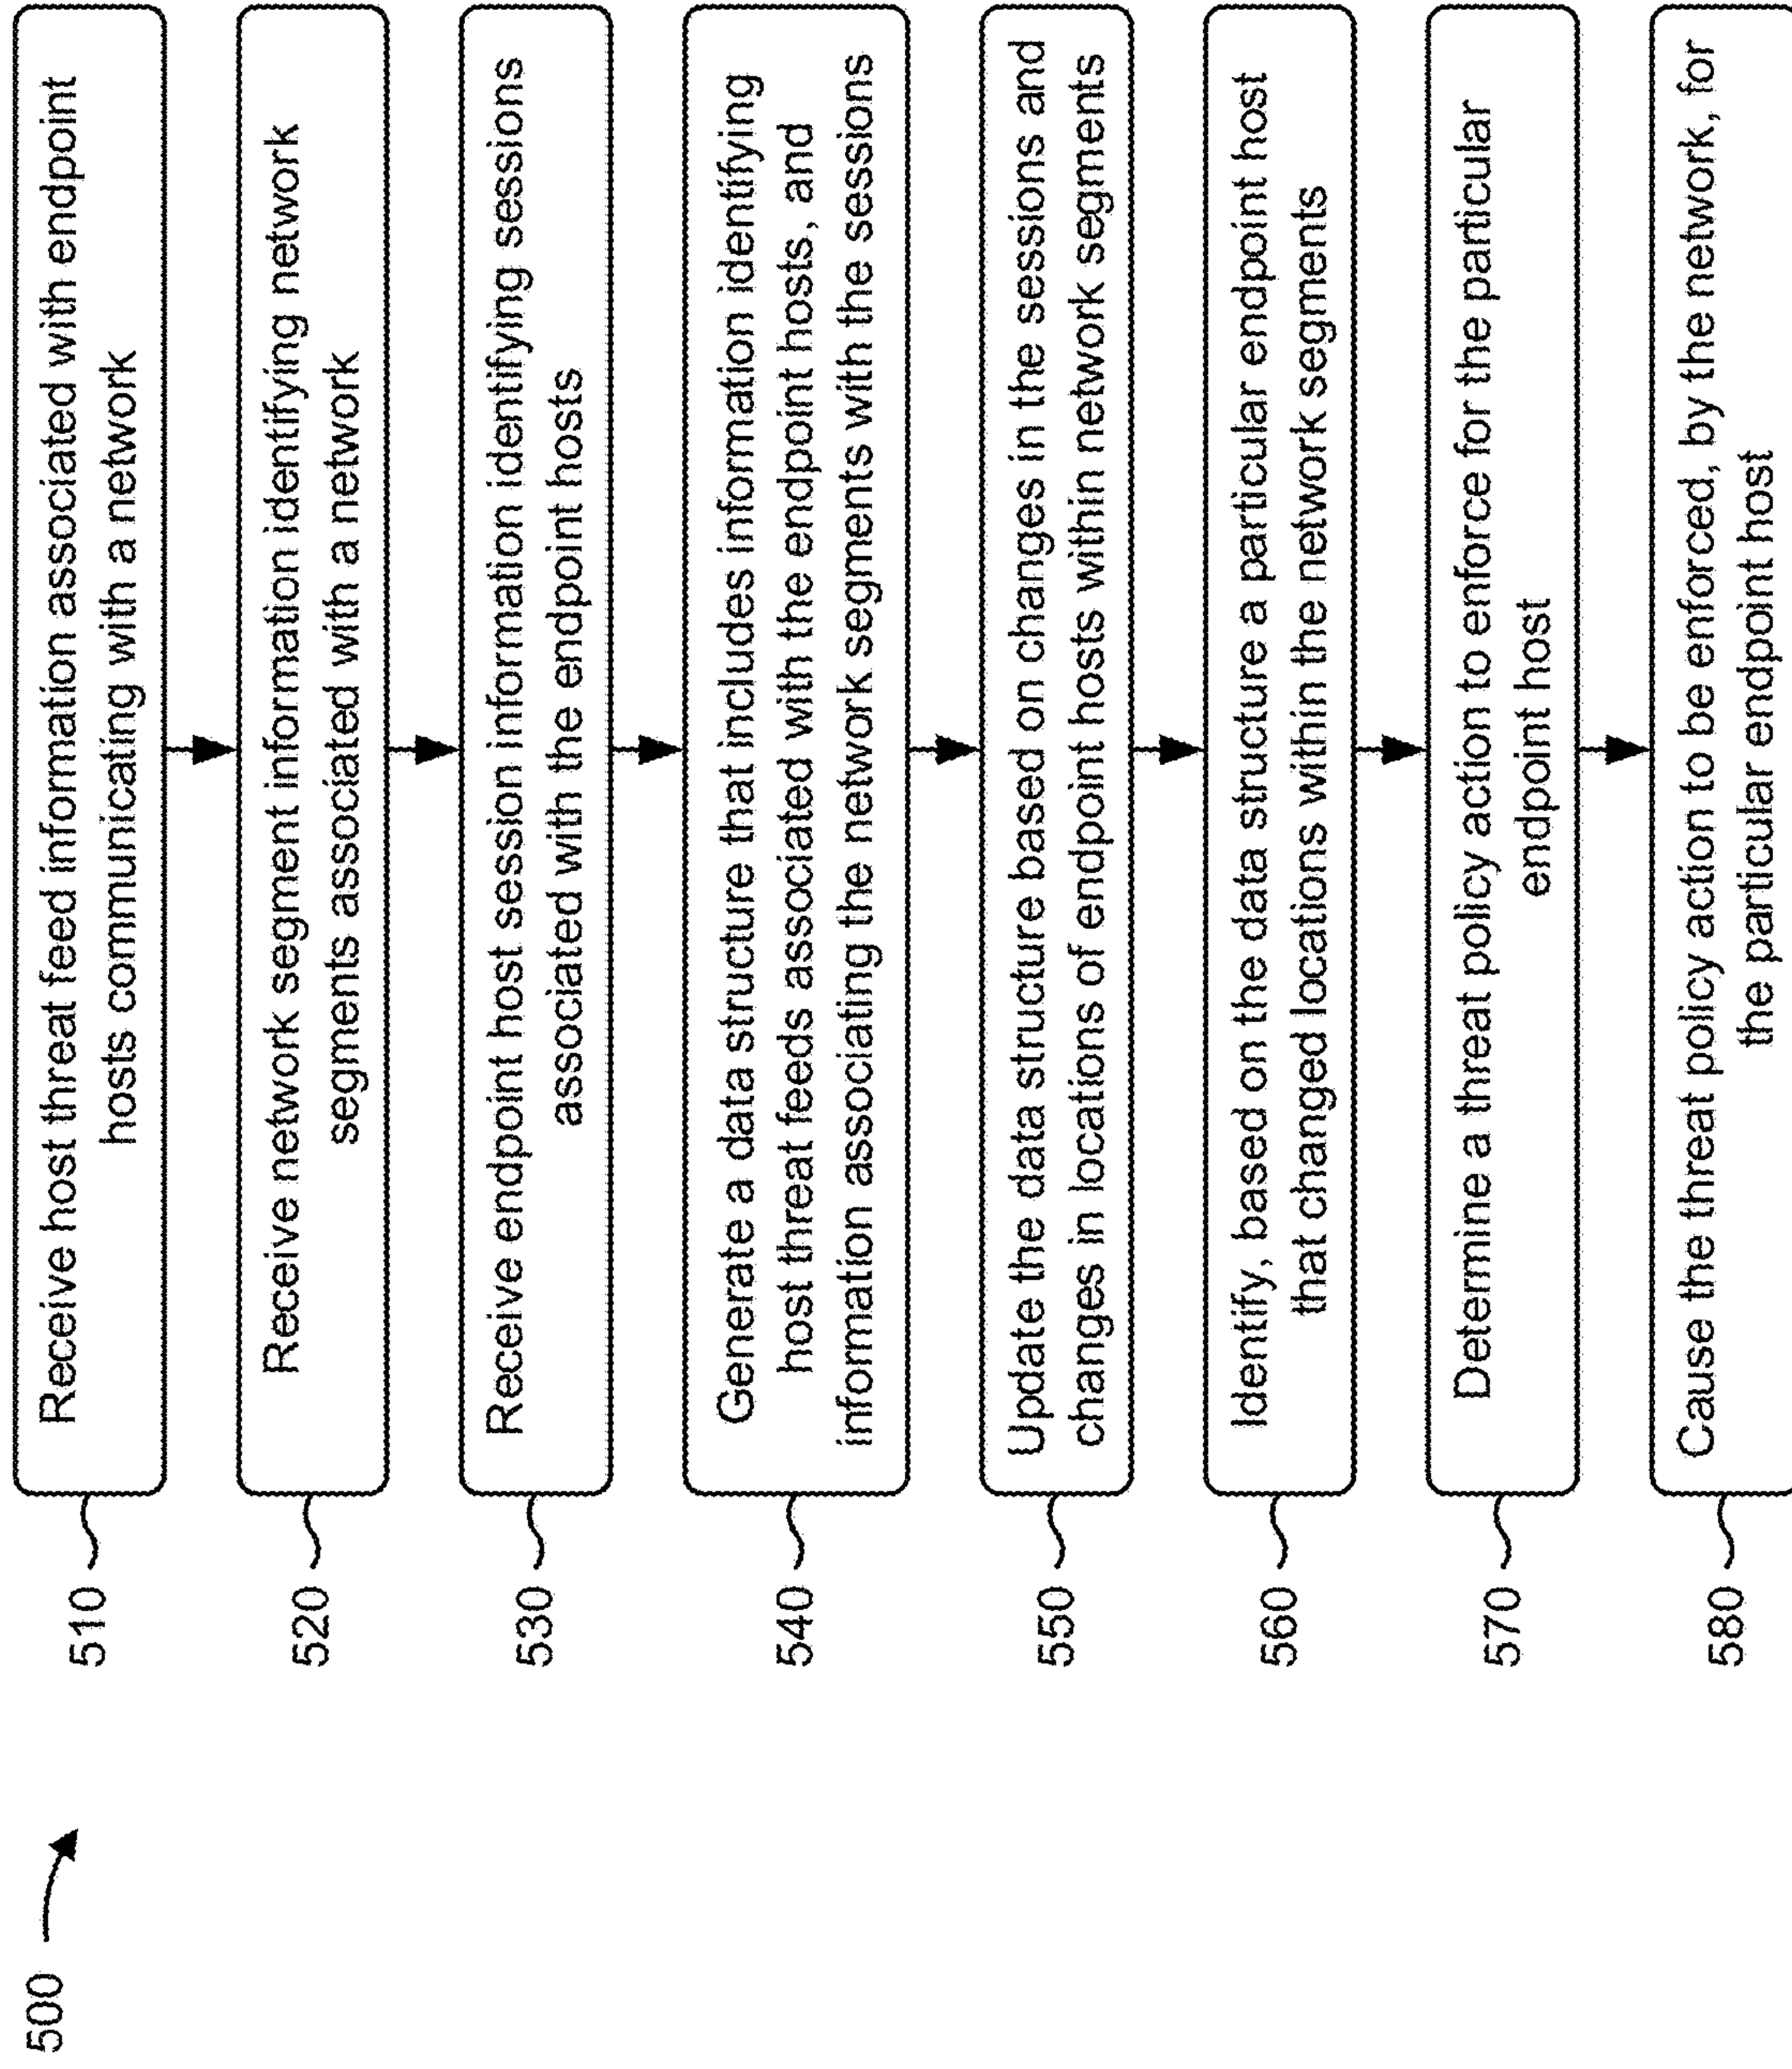 500
510
Receive host threat feed information associated with endpoint
hosts communicating with a network
520
Receive network segment information identifying network
segments associated with a network
530
Receive endpoint host session information identifying sessions
associated with the endpoint hosts
540
Generate a data structure that includes information identifying
host threat feeds associated with the endpoint hosts, and
information associating the network segments with the sessions
550
Update the data structure based on changes in the sessions and
changes in locations of endpoint hosts within network segments
560
Identify, based on the data structure a particular endpoint host
that changed locations within the network segments
570
Determine a threat policy action to enforce for the particular
endpoint host
580
Cause the threat policy action to be enforced, by the network, for
the particular endpoint host